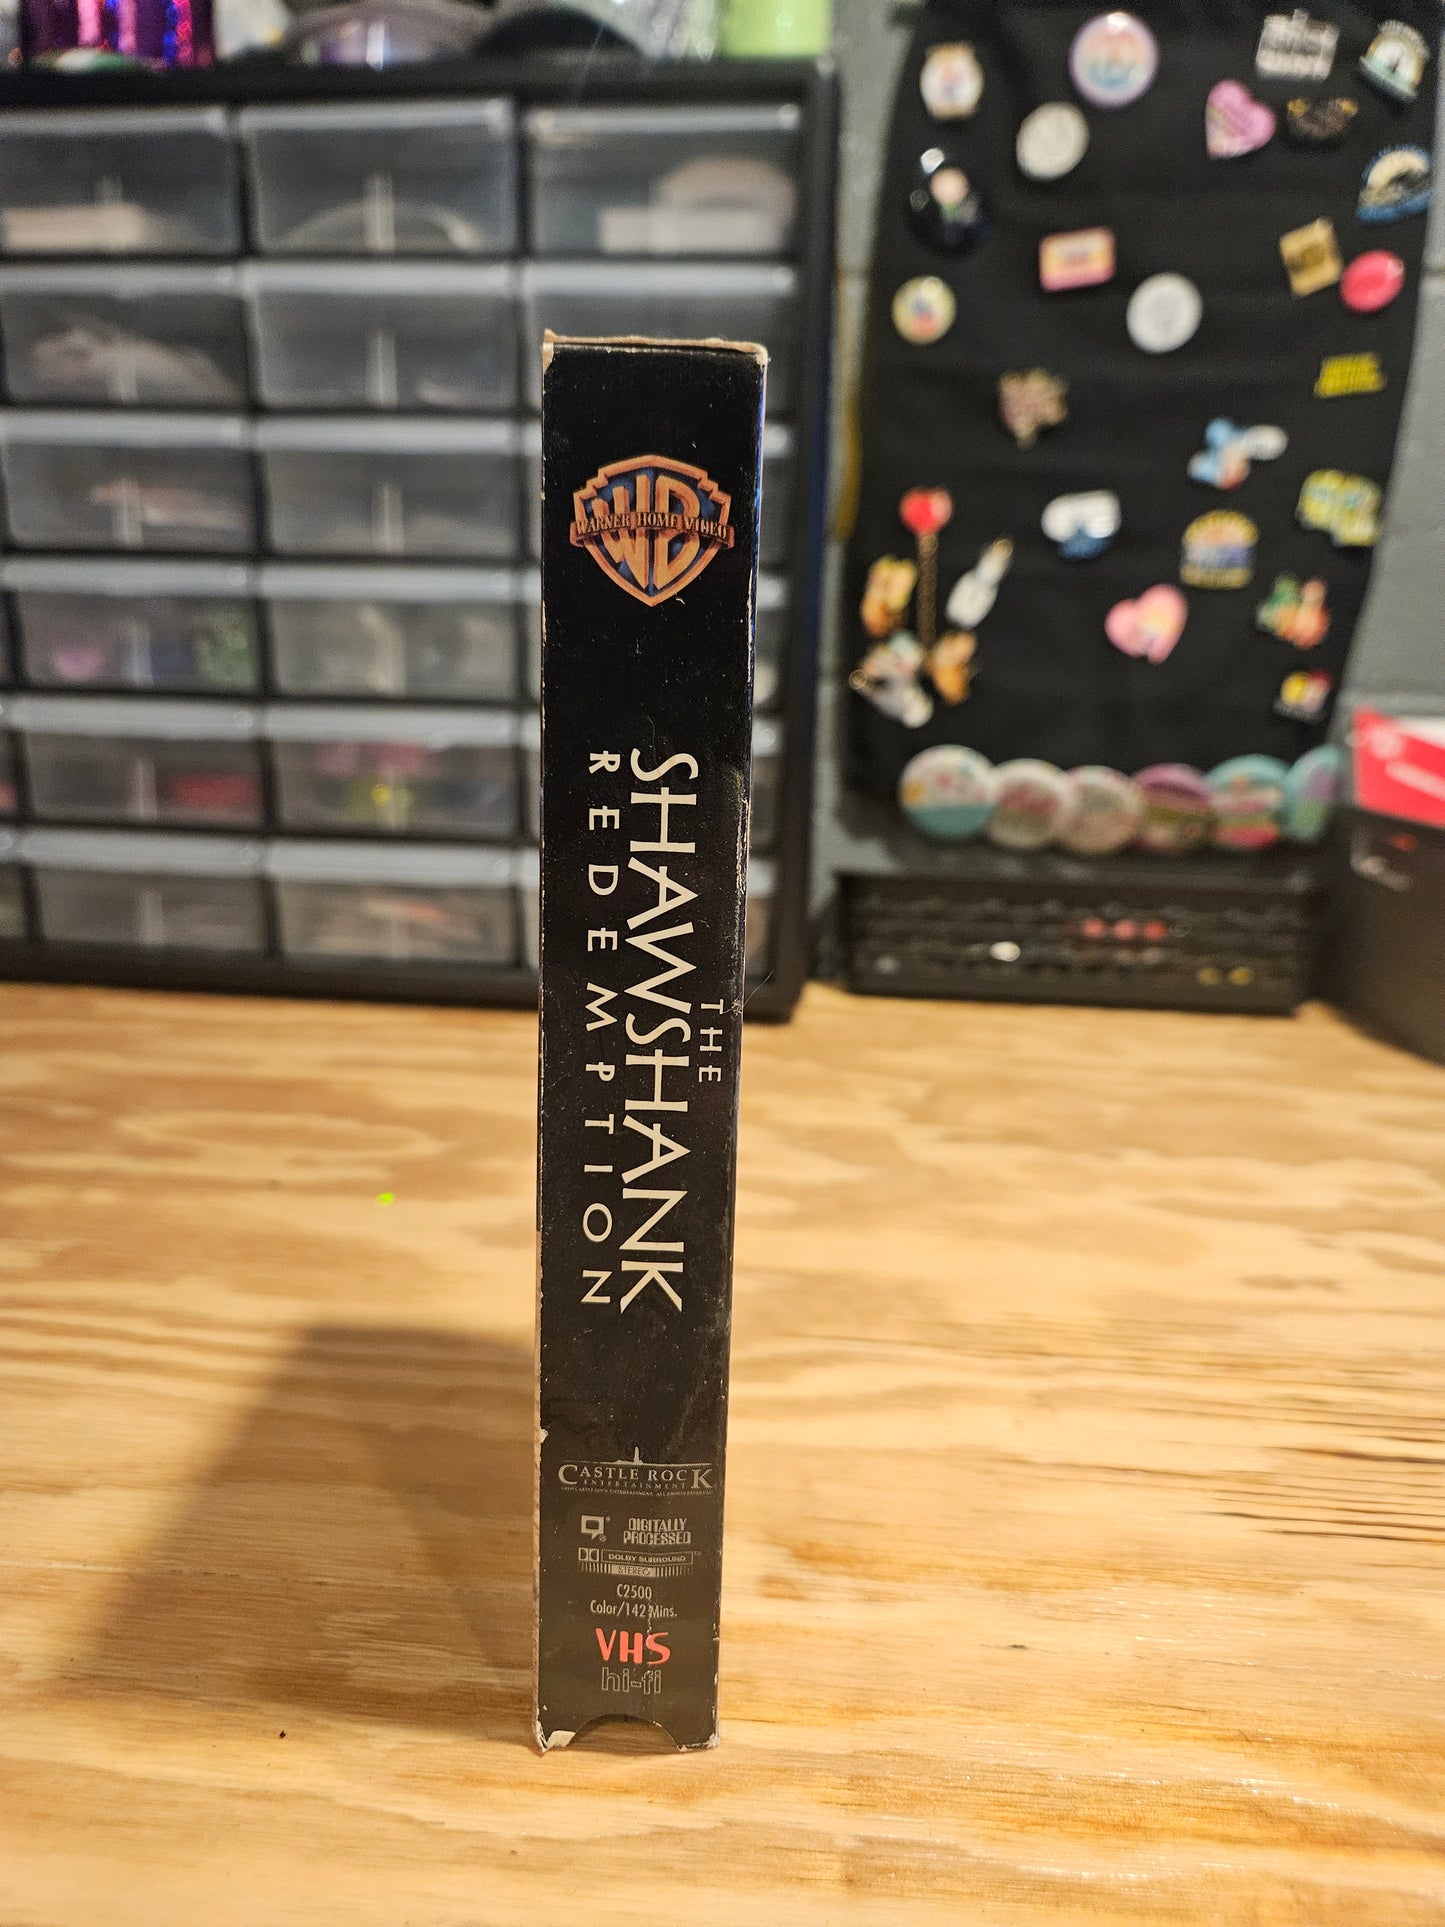 WB
WARNER HOME VIDEO
THE
SHAWSHANK
REDEMPTION
CASTLE ROCK
ENTERTAINMENT
DIGITALLY
PROCESSED
DOLBY SURROUND
STEREO
C2500
Color/142 Mins.
VHS
hi-fi